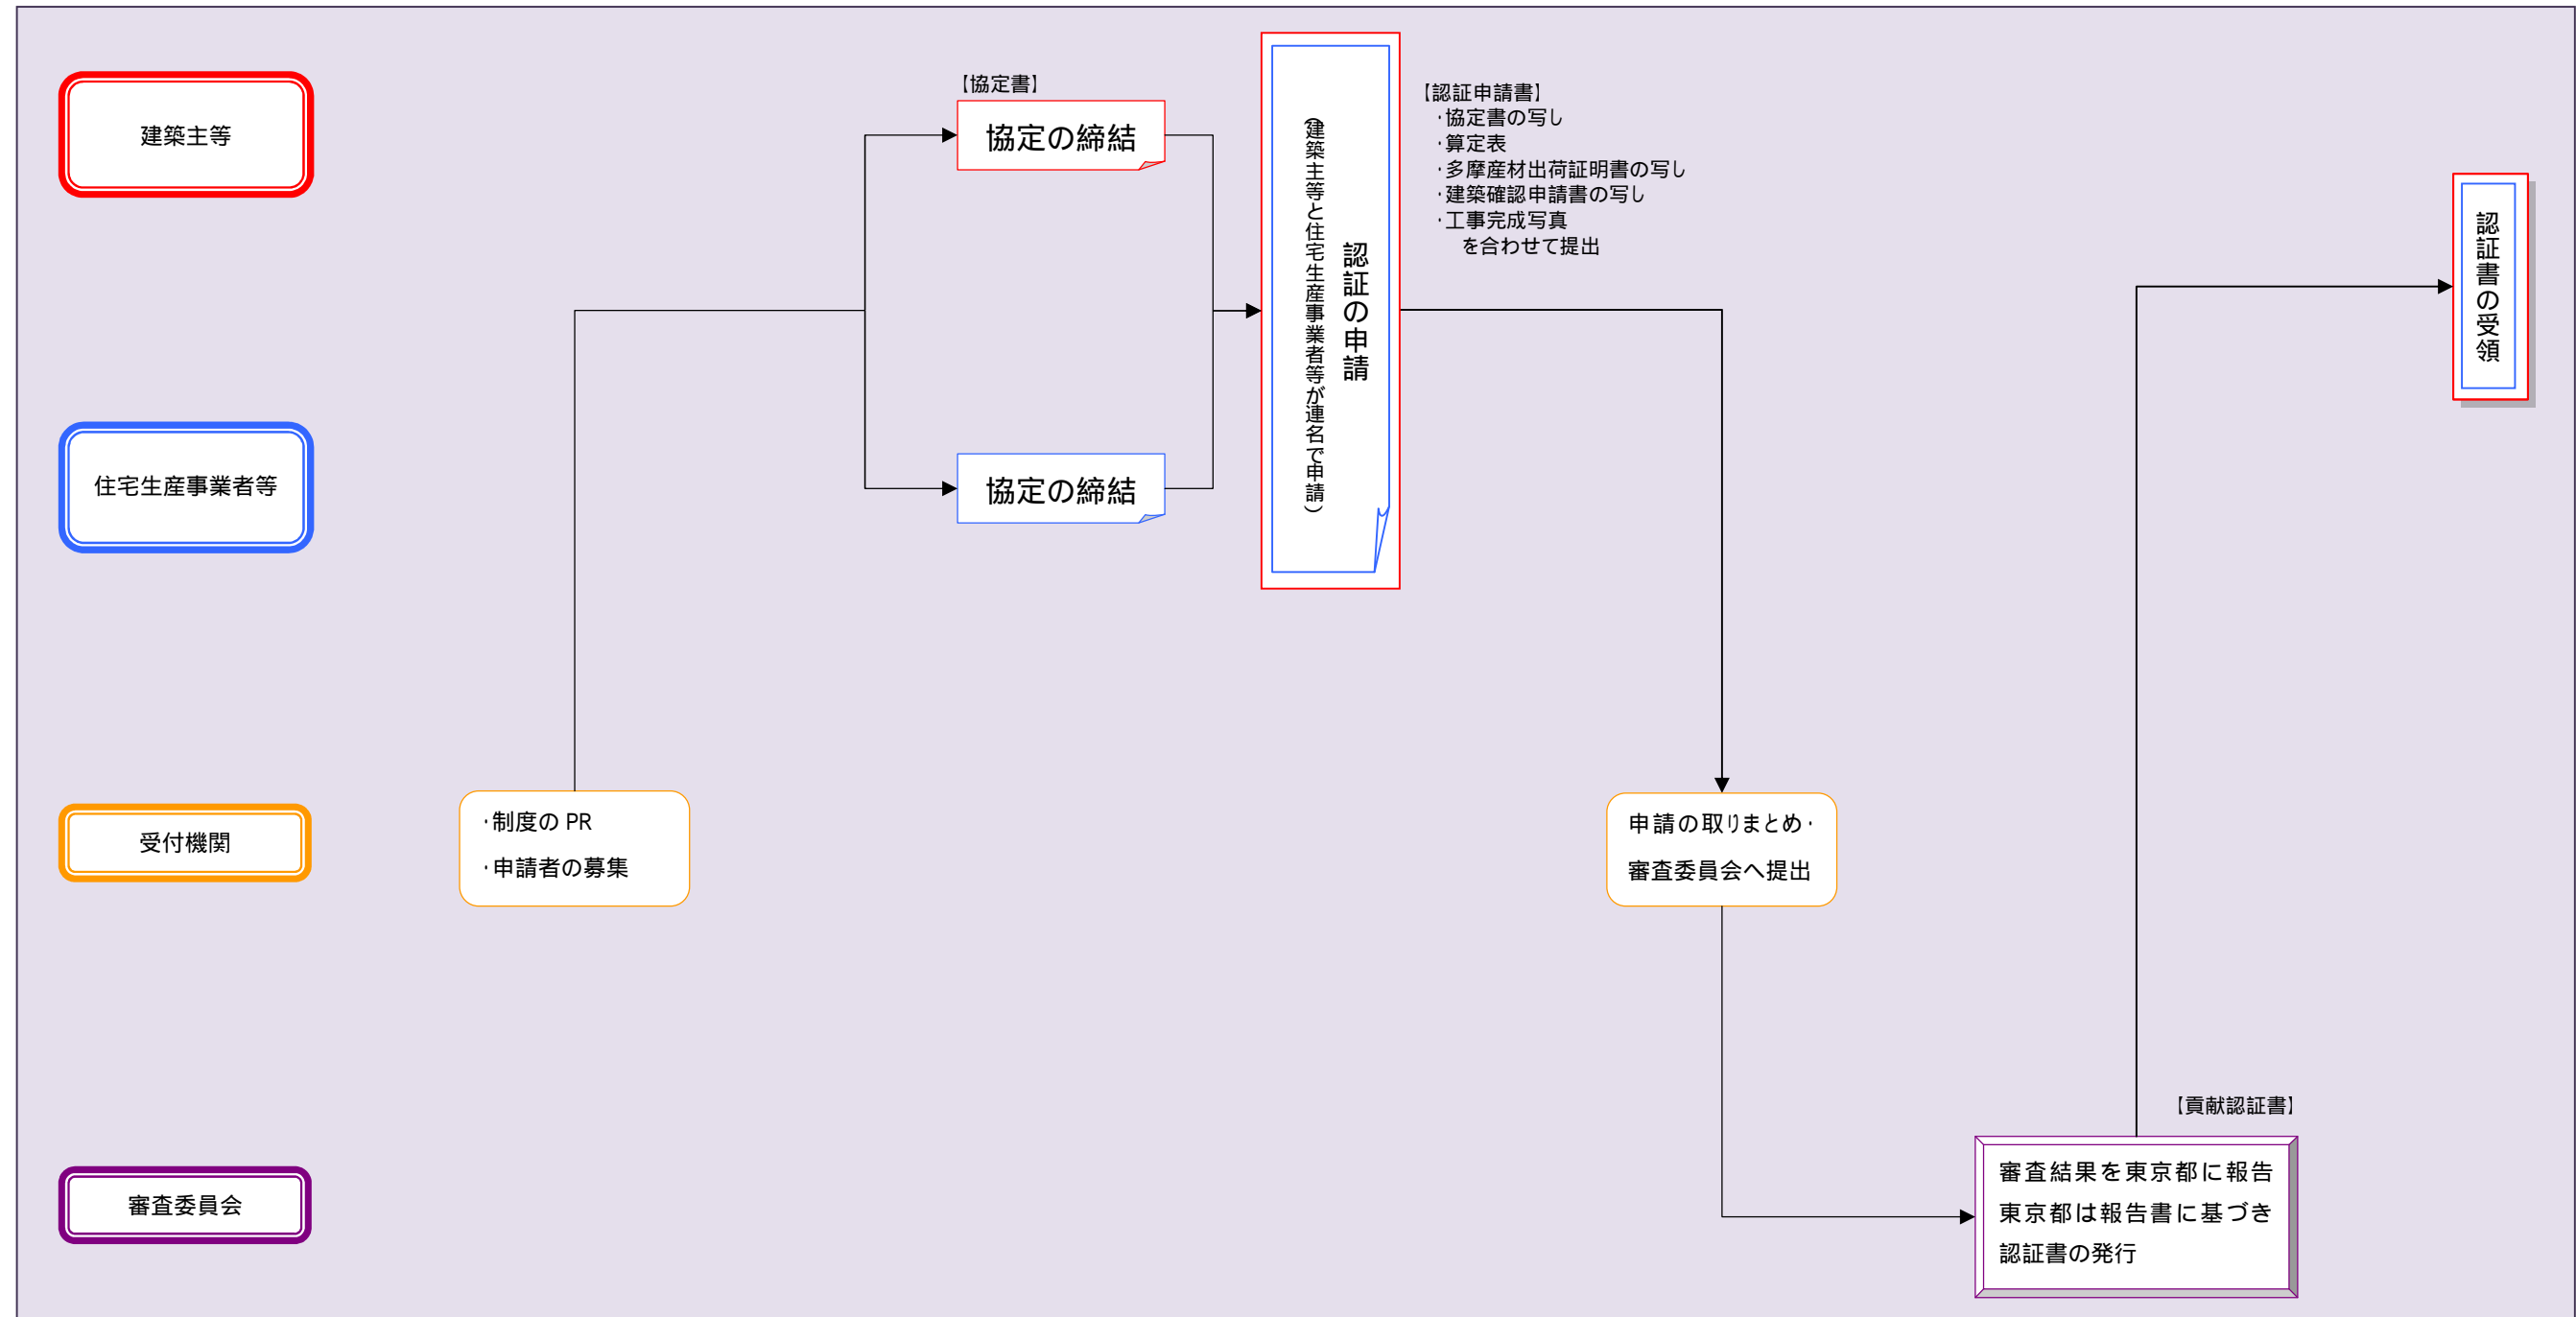 建築主等
住宅生産事業者等
受付機関
審査委員会
・制度の PR
・申請者の募集
【協定書】
協定の締結
協定の締結
認証の申請
(建築主等と住宅生産事業者等が連名で申請)
【認証申請書】
・協定書の写し
・算定表
・多摩産材出荷証明書の写し
・建築確認申請書の写し
・工事完成写真
を合わせて提出
申請の取りまとめ・
審査委員会へ提出
【貢献認証書】
審査結果を東京都に報告
東京都は報告書に基づき
認証書の発行
認証書の受領